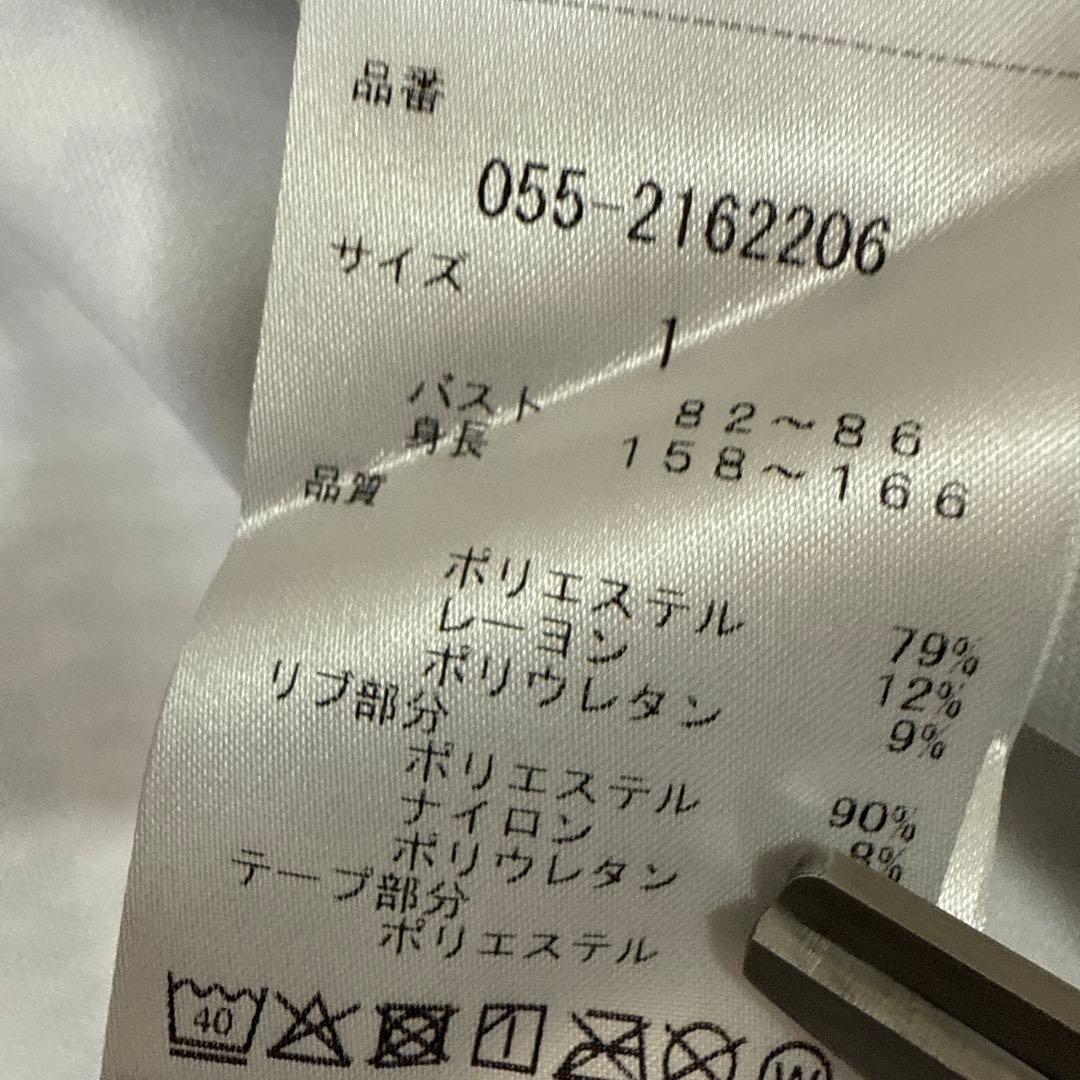 品番
055-2162206
サイズ
1
バスト 82~86
身長 158~166
品質
ポリエステル 79%
レーヨン 12%
ポリウレタン 9%
リブ部分
ポリエステル 90%
ナイロン 8%
ポリウレタン
テープ部分
ポリエステル
40
W